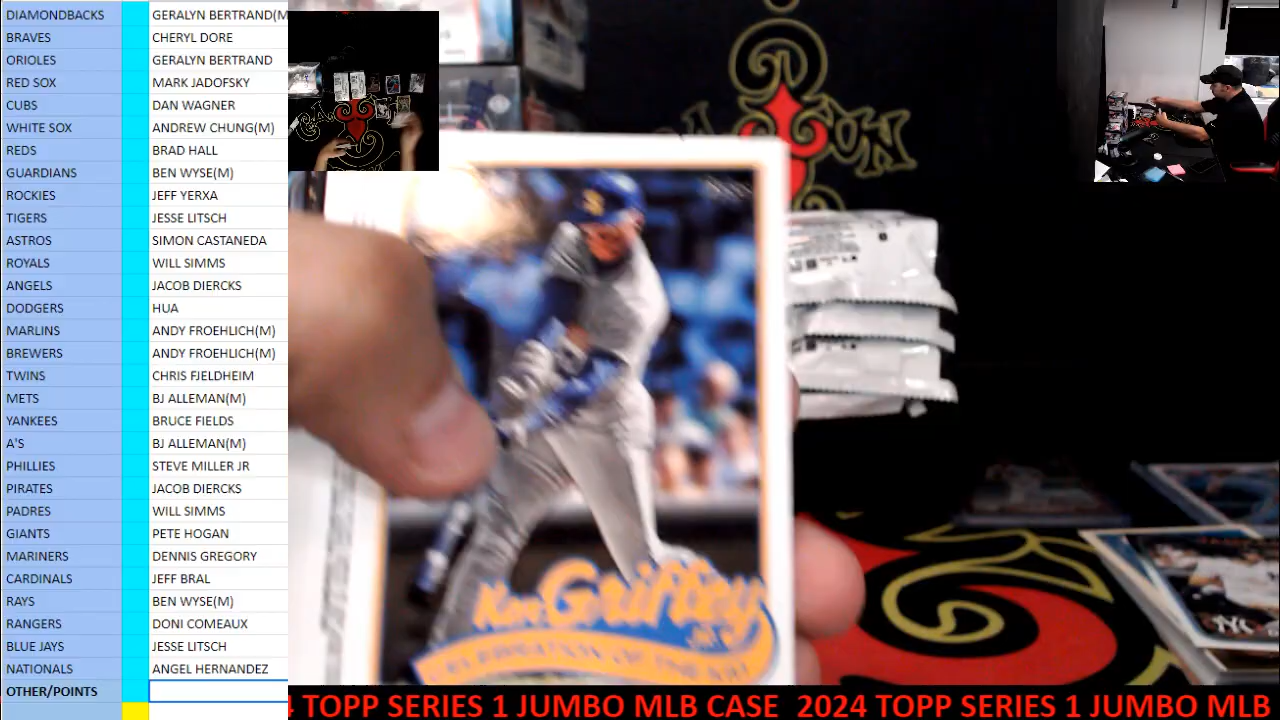 DIAMONDBACKS GERALYN BERTRAND(M
BRAVES CHERYL DORE
ORIOLES GERALYN BERTRAND
RED SOX MARK JADOFSKY
CUBS DAN WAGNER
WHITE SOX ANDREW CHUNG(M)
REDS BRAD HALL
GUARDIANS BEN WYSE(M)
ROCKIES JEFF YERXA
TIGERS JESSE LITSCH
ASTROS SIMON CASTANEDA
ROYALS WILL SIMMS
ANGELS JACOB DIERCKS
DODGERS HUA
MARLINS ANDY FROEHLICH(M)
BREWERS ANDY FROEHLICH(M)
TWINS CHRIS FJELDHEIM
METS BJ ALLEMAN(M)
YANKEES BRUCE FIELDS
A'S BJ ALLEMAN(M)
PHILLIES STEVE MILLER JR
PIRATES JACOB DIERCKS
PADRES WILL SIMMS
GIANTS PETE HOGAN
MARINERS DENNIS GREGORY
CARDINALS JEFF BRAL
RAYS BEN WYSE(M)
RANGERS DONI COMEAUX
BLUE JAYS JESSE LITSCH
NATIONALS ANGEL HERNANDEZ
OTHER/POINTS
S
Ken Griffey JR.
4 TOPP SERIES 1 JUMBO MLB CASE 2024 TOPP SERIES 1 JUMBO MLB